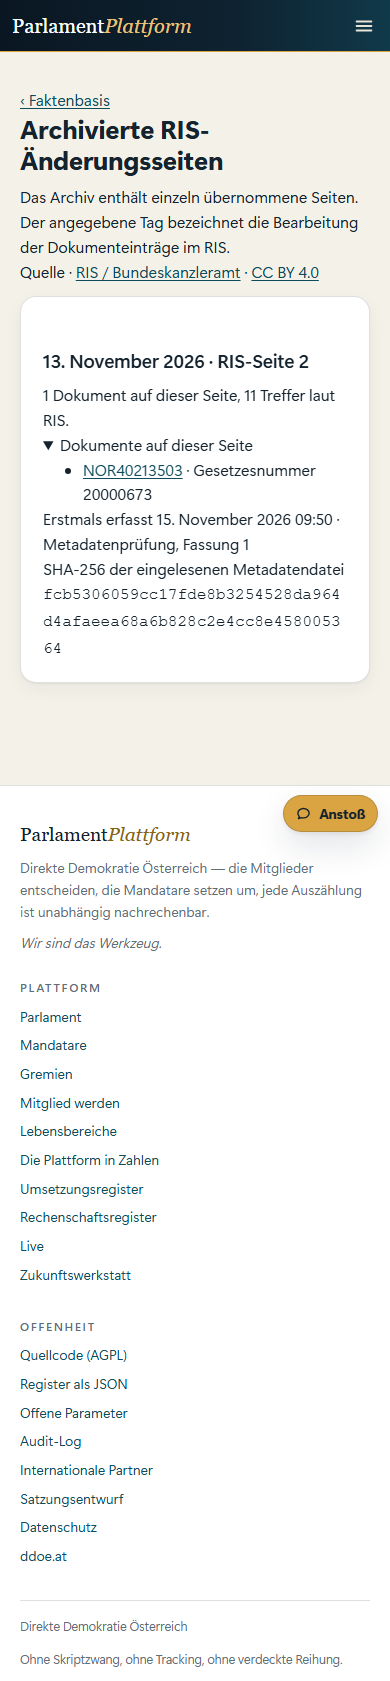 ParlamentPlattform
‹ Faktenbasis
Archivierte RIS-
Änderungsseiten
Das Archiv enthält einzeln übernommene Seiten.
Der angegebene Tag bezeichnet die Bearbeitung
der Dokumenteinträge im RIS.
Quelle · RIS / Bundeskanzleramt · CC BY 4.0
13. November 2026 · RIS-Seite 2
1 Dokument auf dieser Seite, 11 Treffer laut
RIS.
▼ Dokumente auf dieser Seite
• NOR40213503 · Gesetzesnummer
20000673
Erstmals erfasst 15. November 2026 09:50 ·
Metadatenprüfung, Fassung 1
SHA-256 der eingelesenen Metadatendatei
fcb5306059cc17fde8b3254528da964
d4afaeea68a6b828c2e4cc8e4580053
64
Anstoß
ParlamentPlattform
Direkte Demokratie Österreich — die Mitglieder
entscheiden, die Mandatare setzen um, jede Auszählung
ist unabhängig nachrechenbar.
Wir sind das Werkzeug.
PLATTFORM
Parlament
Mandatare
Gremien
Mitglied werden
Lebensbereiche
Die Plattform in Zahlen
Umsetzungsregister
Rechenschaftsregister
Live
Zukunftswerkstatt
OFFENHEIT
Quellcode (AGPL)
Register als JSON
Offene Parameter
Audit-Log
Internationale Partner
Satzungsentwurf
Datenschutz
ddoe.at
Direkte Demokratie Österreich
Ohne Skriptzwang, ohne Tracking, ohne verdeckte Reihung.